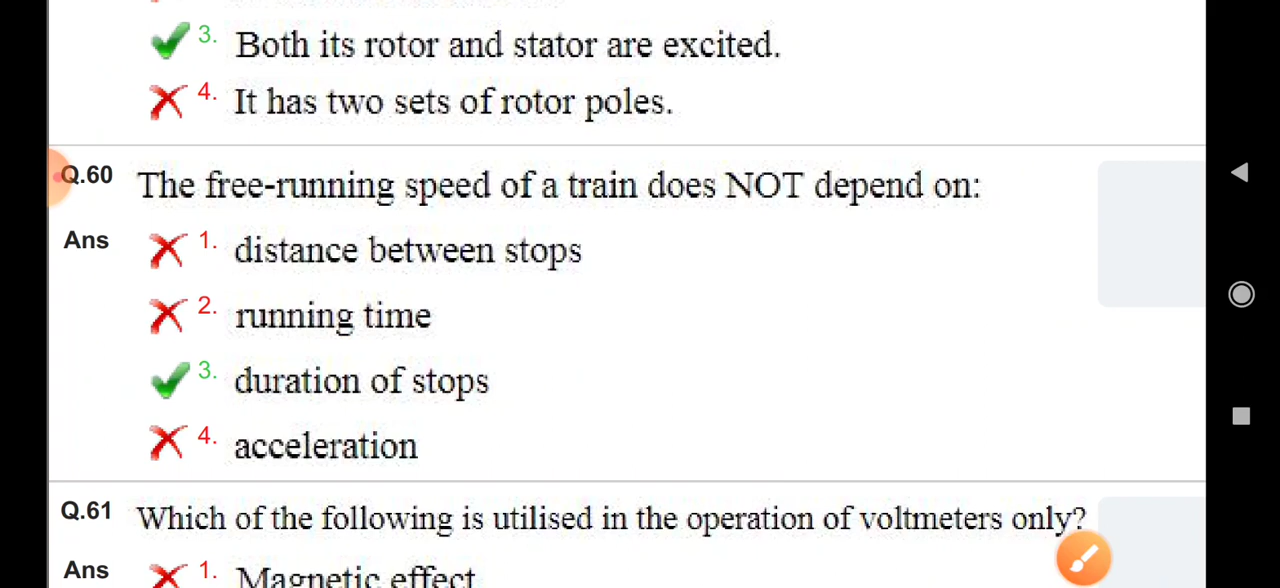 3. Both its rotor and stator are excited.
4. It has two sets of rotor poles.
Q.60 The free-running speed of a train does NOT depend on:
Ans 1. distance between stops
2. running time
3. duration of stops
4. acceleration
Q.61 Which of the following is utilised in the operation of voltmeters only?
Ans 1. Magnetic effect